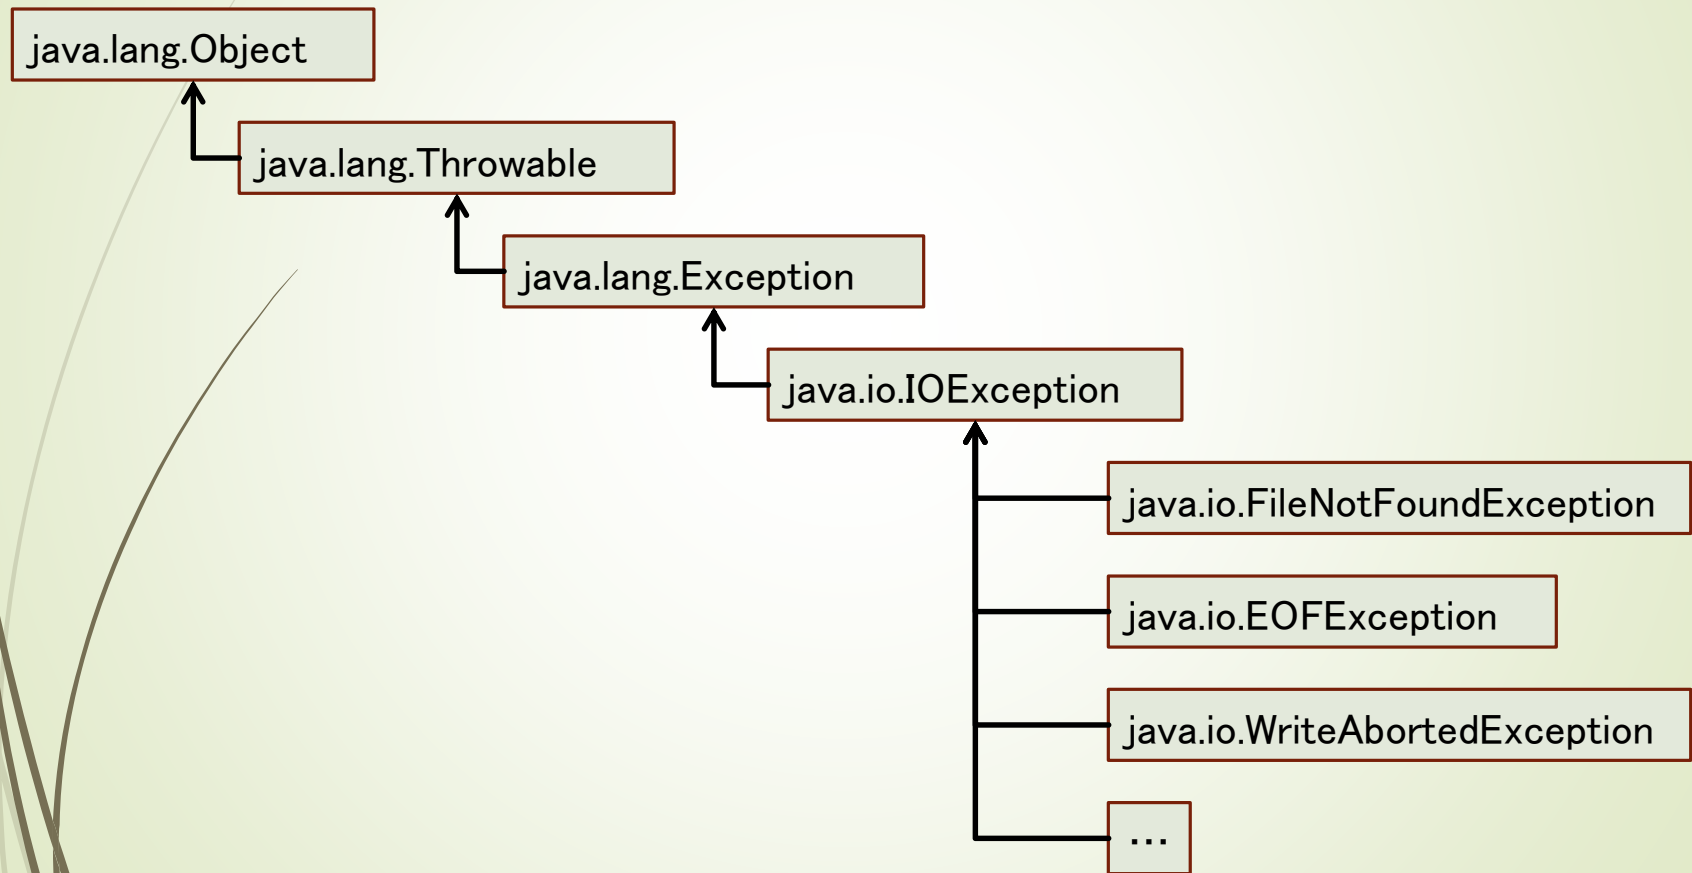 java.lang.Object
java.lang.Throwable
java.lang.Exception
java.io.IOException
java.io.FileNotFoundException
java.io.EOFException
java.io.WriteAbortedException
…